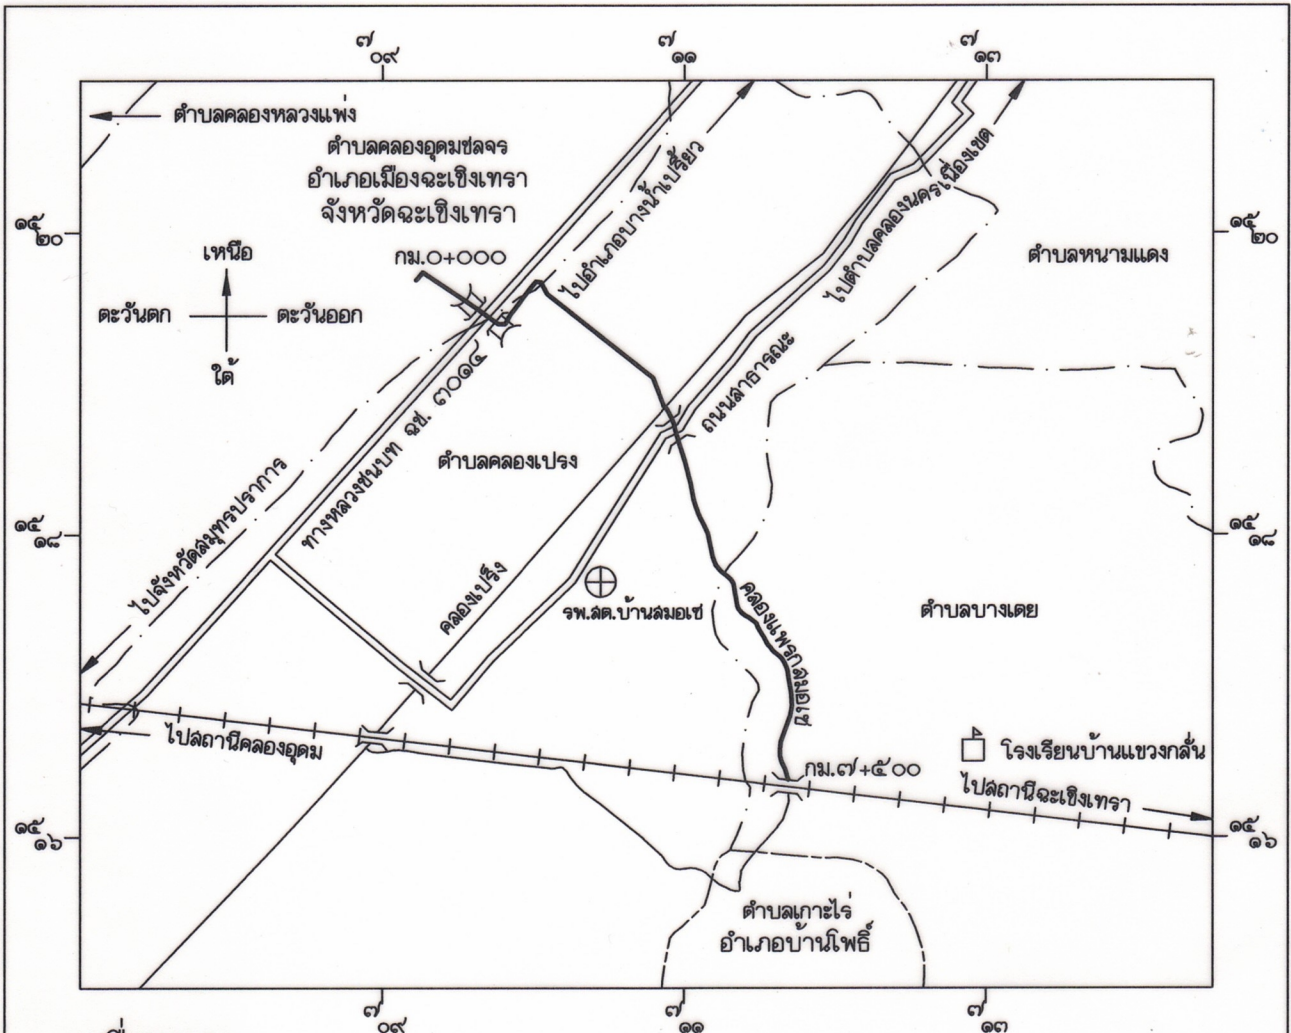 ๗ ๐๙
๗ ๑๑
๗ ๑๓
ตำบลคลองหลวงแพ่ง
ตำบลคลองอุดมชลจร
อำเภอเมืองฉะเชิงเทรา
จังหวัดฉะเชิงเทรา
ไปอำเภอบางน้ำเปรี้ยว
ไปตำบลคลองนครเนื่องเขต
๑๕ ๒๐
๑๕ ๒๐
เหนือ
กม.๐+๐๐๐
ตำบลหนามแดง
ตะวันตก
ตะวันออก
ใต้
ทางหลวงชนบท ฉช. ๓๐๑๔
ถนนสาธารณะ
ตำบลคลองเปรง
ไปจังหวัดสมุทรปราการ
๑๕ ๑๘
๑๕ ๑๘
คลองเปร็ง
รพ.สต.บ้านสมอเซ
คลองแพรกสมอเซ
ตำบลบางเตย
ไปสถานีคลองอุดม
โรงเรียนบ้านแขวงกลั่น
กม.๗+๕๐๐
ไปสถานีฉะเชิงเทรา
๑๕ ๑๖
๑๕ ๑๖
ตำบลเกาะไร่
อำเภอบ้านโพธิ์
๗ ๐๙
๗ ๑๑
๗ ๑๓